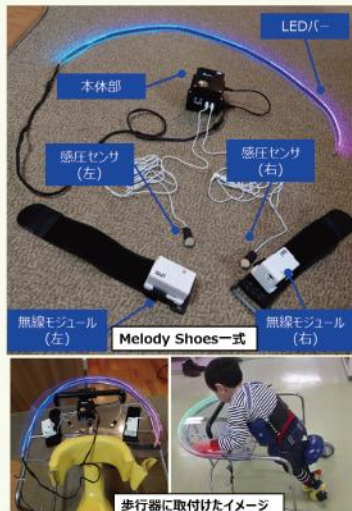 LEDバー
本体部
感圧センサ
(左)
感圧センサ
(右)
無線モジュール
(左)
Melody Shoes一式
無線モジュール
(右)
歩行器に取付けたイメージ